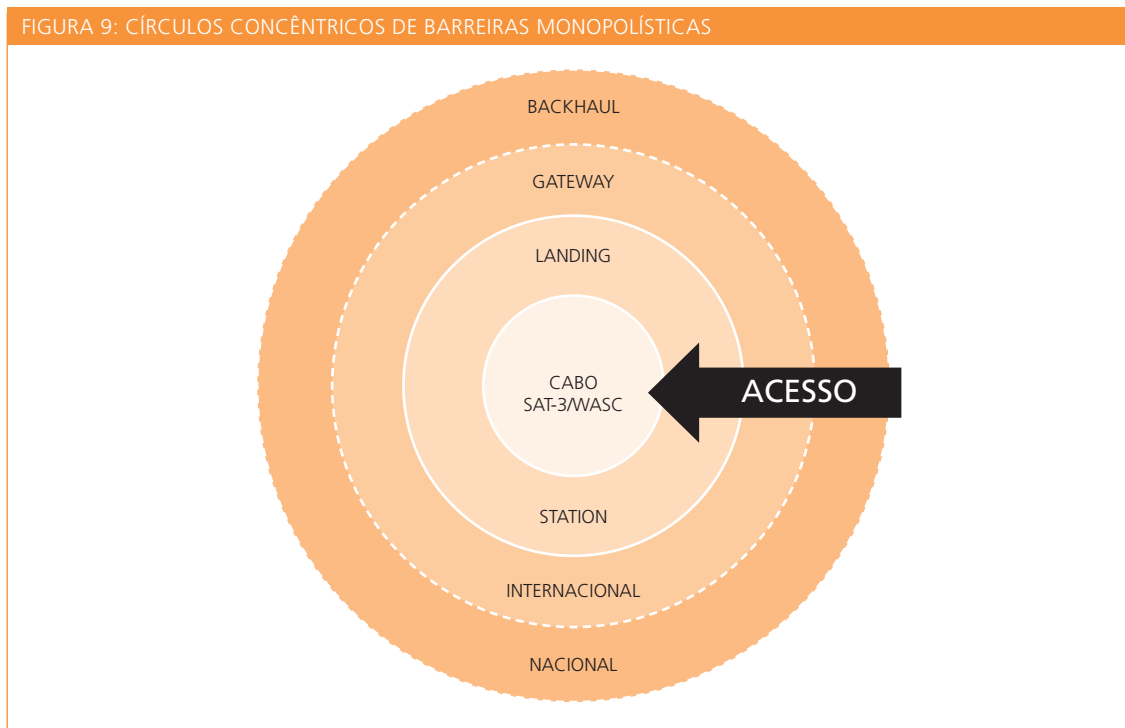 FIGURA 9: CÍRCULOS CONCÊNTRICOS DE BARREIRAS MONOPOLÍSTICAS
BACKHAUL
GATEWAY
LANDING
CABO
SAT-3/WASC
ACESSO
STATION
INTERNACIONAL
NACIONAL